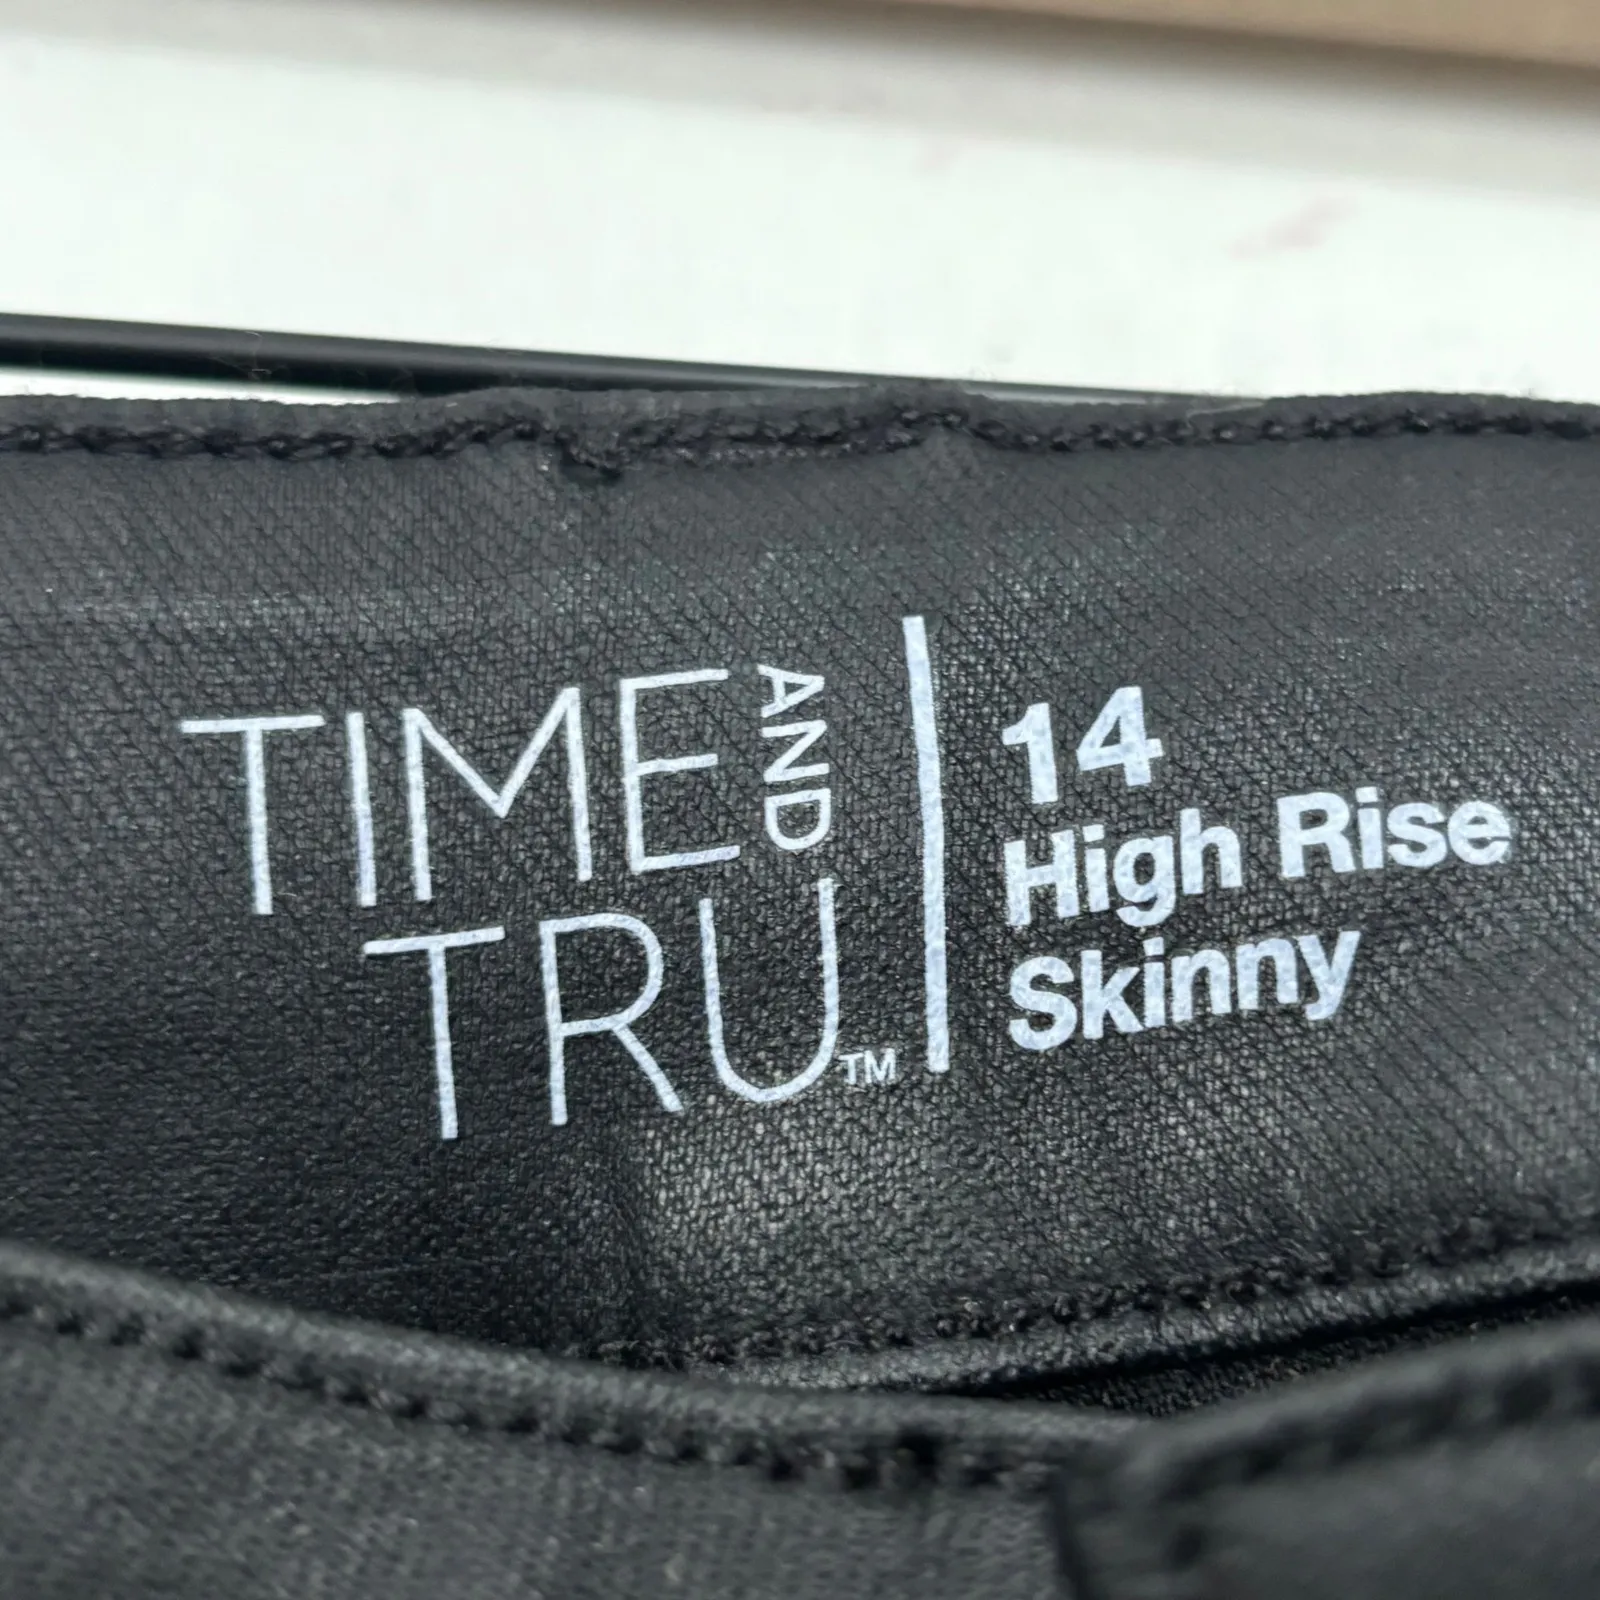 TIME AND
TRU™
14
High Rise
Skinny